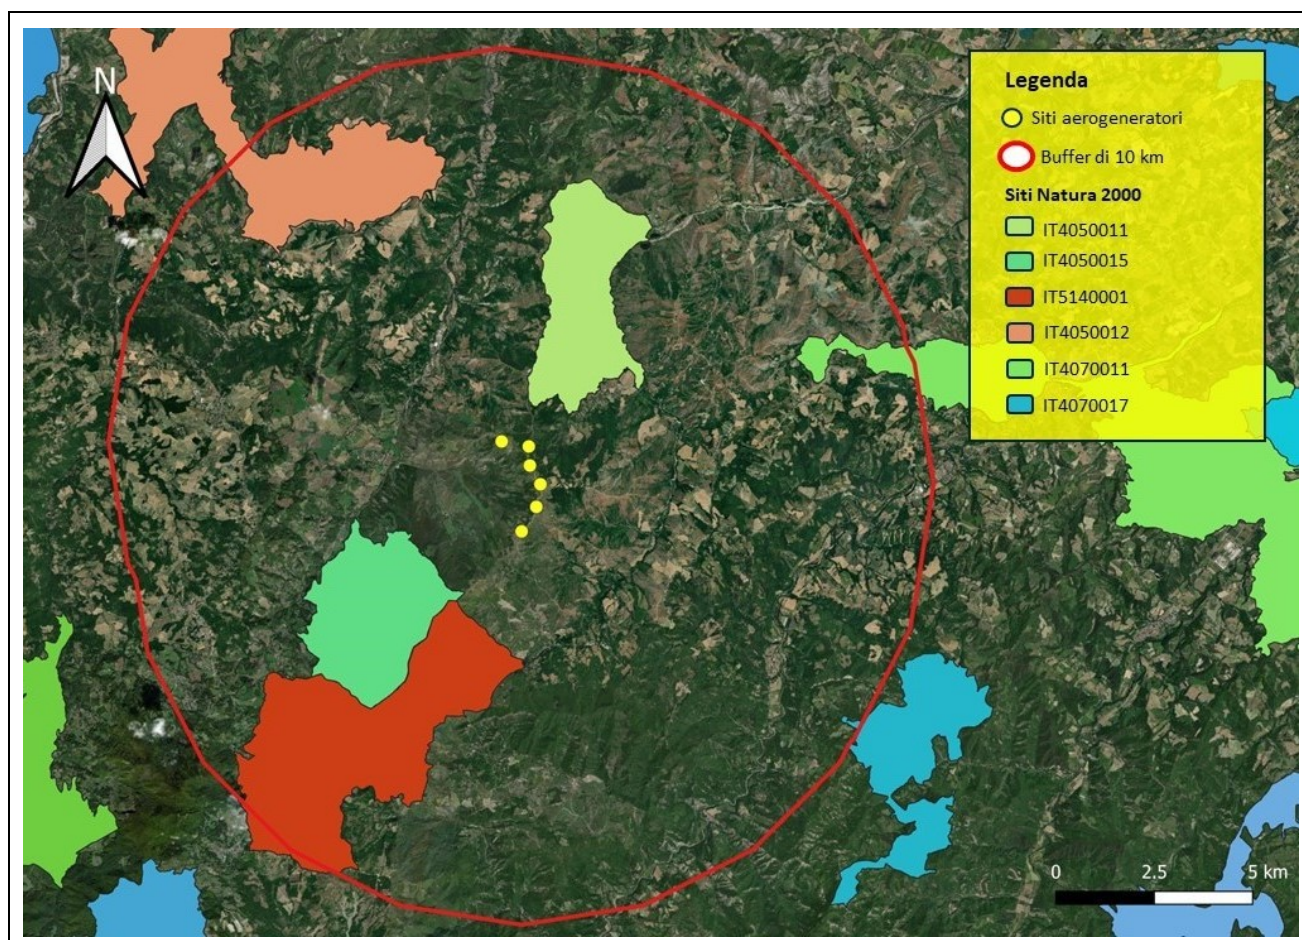 N
Legenda
Siti aerogeneratori
Buffer di 10 km
Siti Natura 2000
IT4050011
IT4050015
IT5140001
IT4050012
IT4070011
IT4070017
0 2.5 5 km